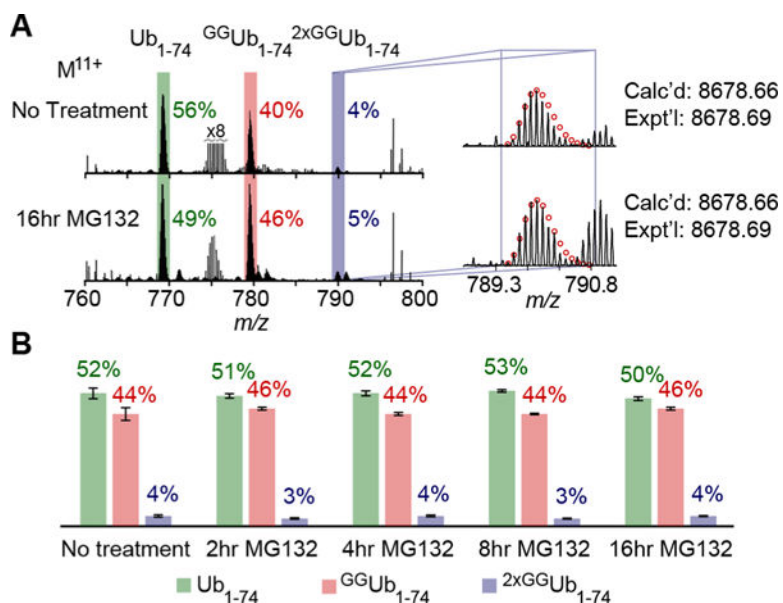 A
Ub1-74 GGUb1-74 2xGGUb1-74
M11+
No Treatment
56% x8 40% 4%
Calc'd: 8678.66
Expt'l: 8678.69
16hr MG132
49% 46% 5%
Calc'd: 8678.66
Expt'l: 8678.69
760 770 780 790 800
m/z
789.3 790.8
m/z
B
52% 44% 4% 51% 46% 3% 52% 44% 4% 53% 44% 3% 50% 46% 4%
No treatment 2hr MG132 4hr MG132 8hr MG132 16hr MG132
Ub1-74 GGUb1-74 2xGGUb1-74